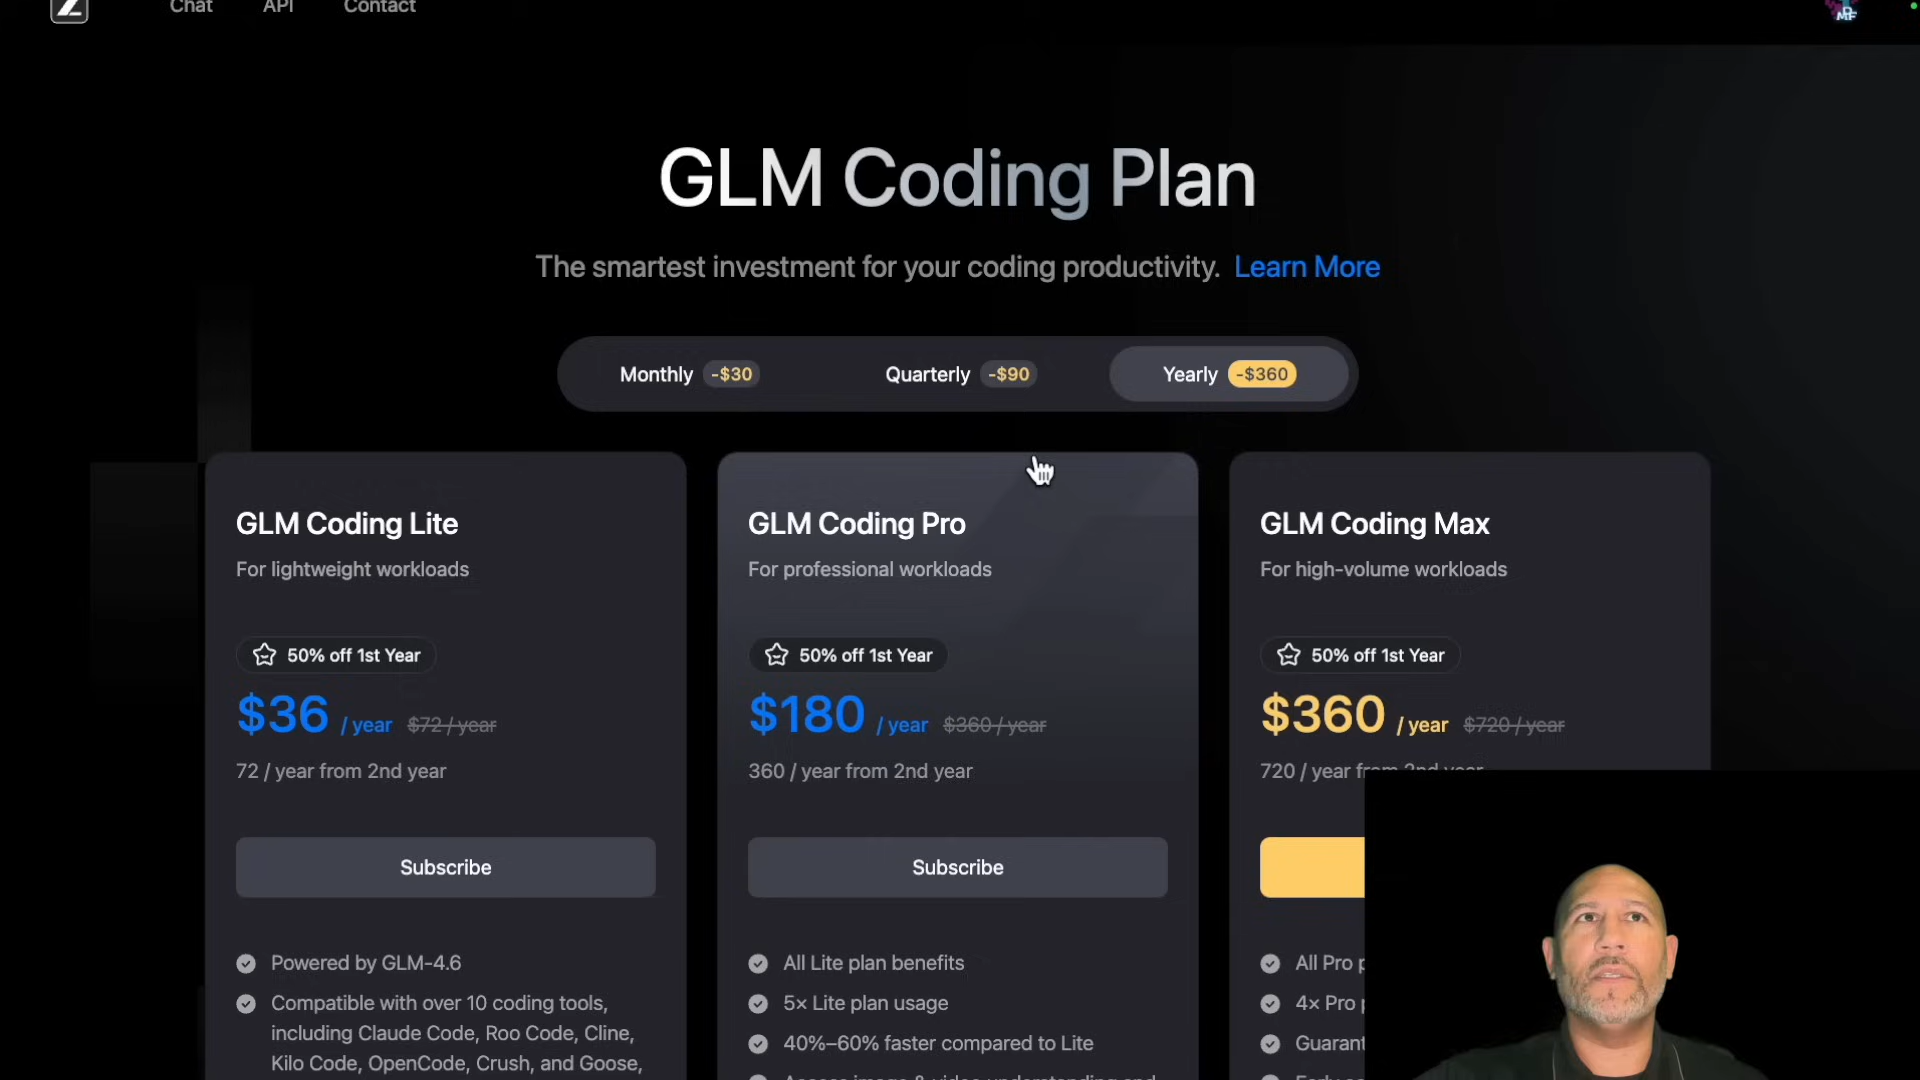 Chat API Contact
GLM Coding Plan
The smartest investment for your coding productivity. Learn More
Monthly -$30 Quarterly -$90 Yearly -$360
GLM Coding Lite
For lightweight workloads
50% off 1st Year
$36 / year $72 / year
72 / year from 2nd year
Subscribe
Powered by GLM-4.6
Compatible with over 10 coding tools,
including Claude Code, Roo Code, Cline,
Kilo Code, OpenCode, Crush, and Goose,
GLM Coding Pro
For professional workloads
50% off 1st Year
$180 / year $360 / year
360 / year from 2nd year
Subscribe
All Lite plan benefits
5× Lite plan usage
40%–60% faster compared to Lite
GLM Coding Max
For high-volume workloads
50% off 1st Year
$360 / year $720 / year
720 / year from 2nd year
All Pro
4× Pro